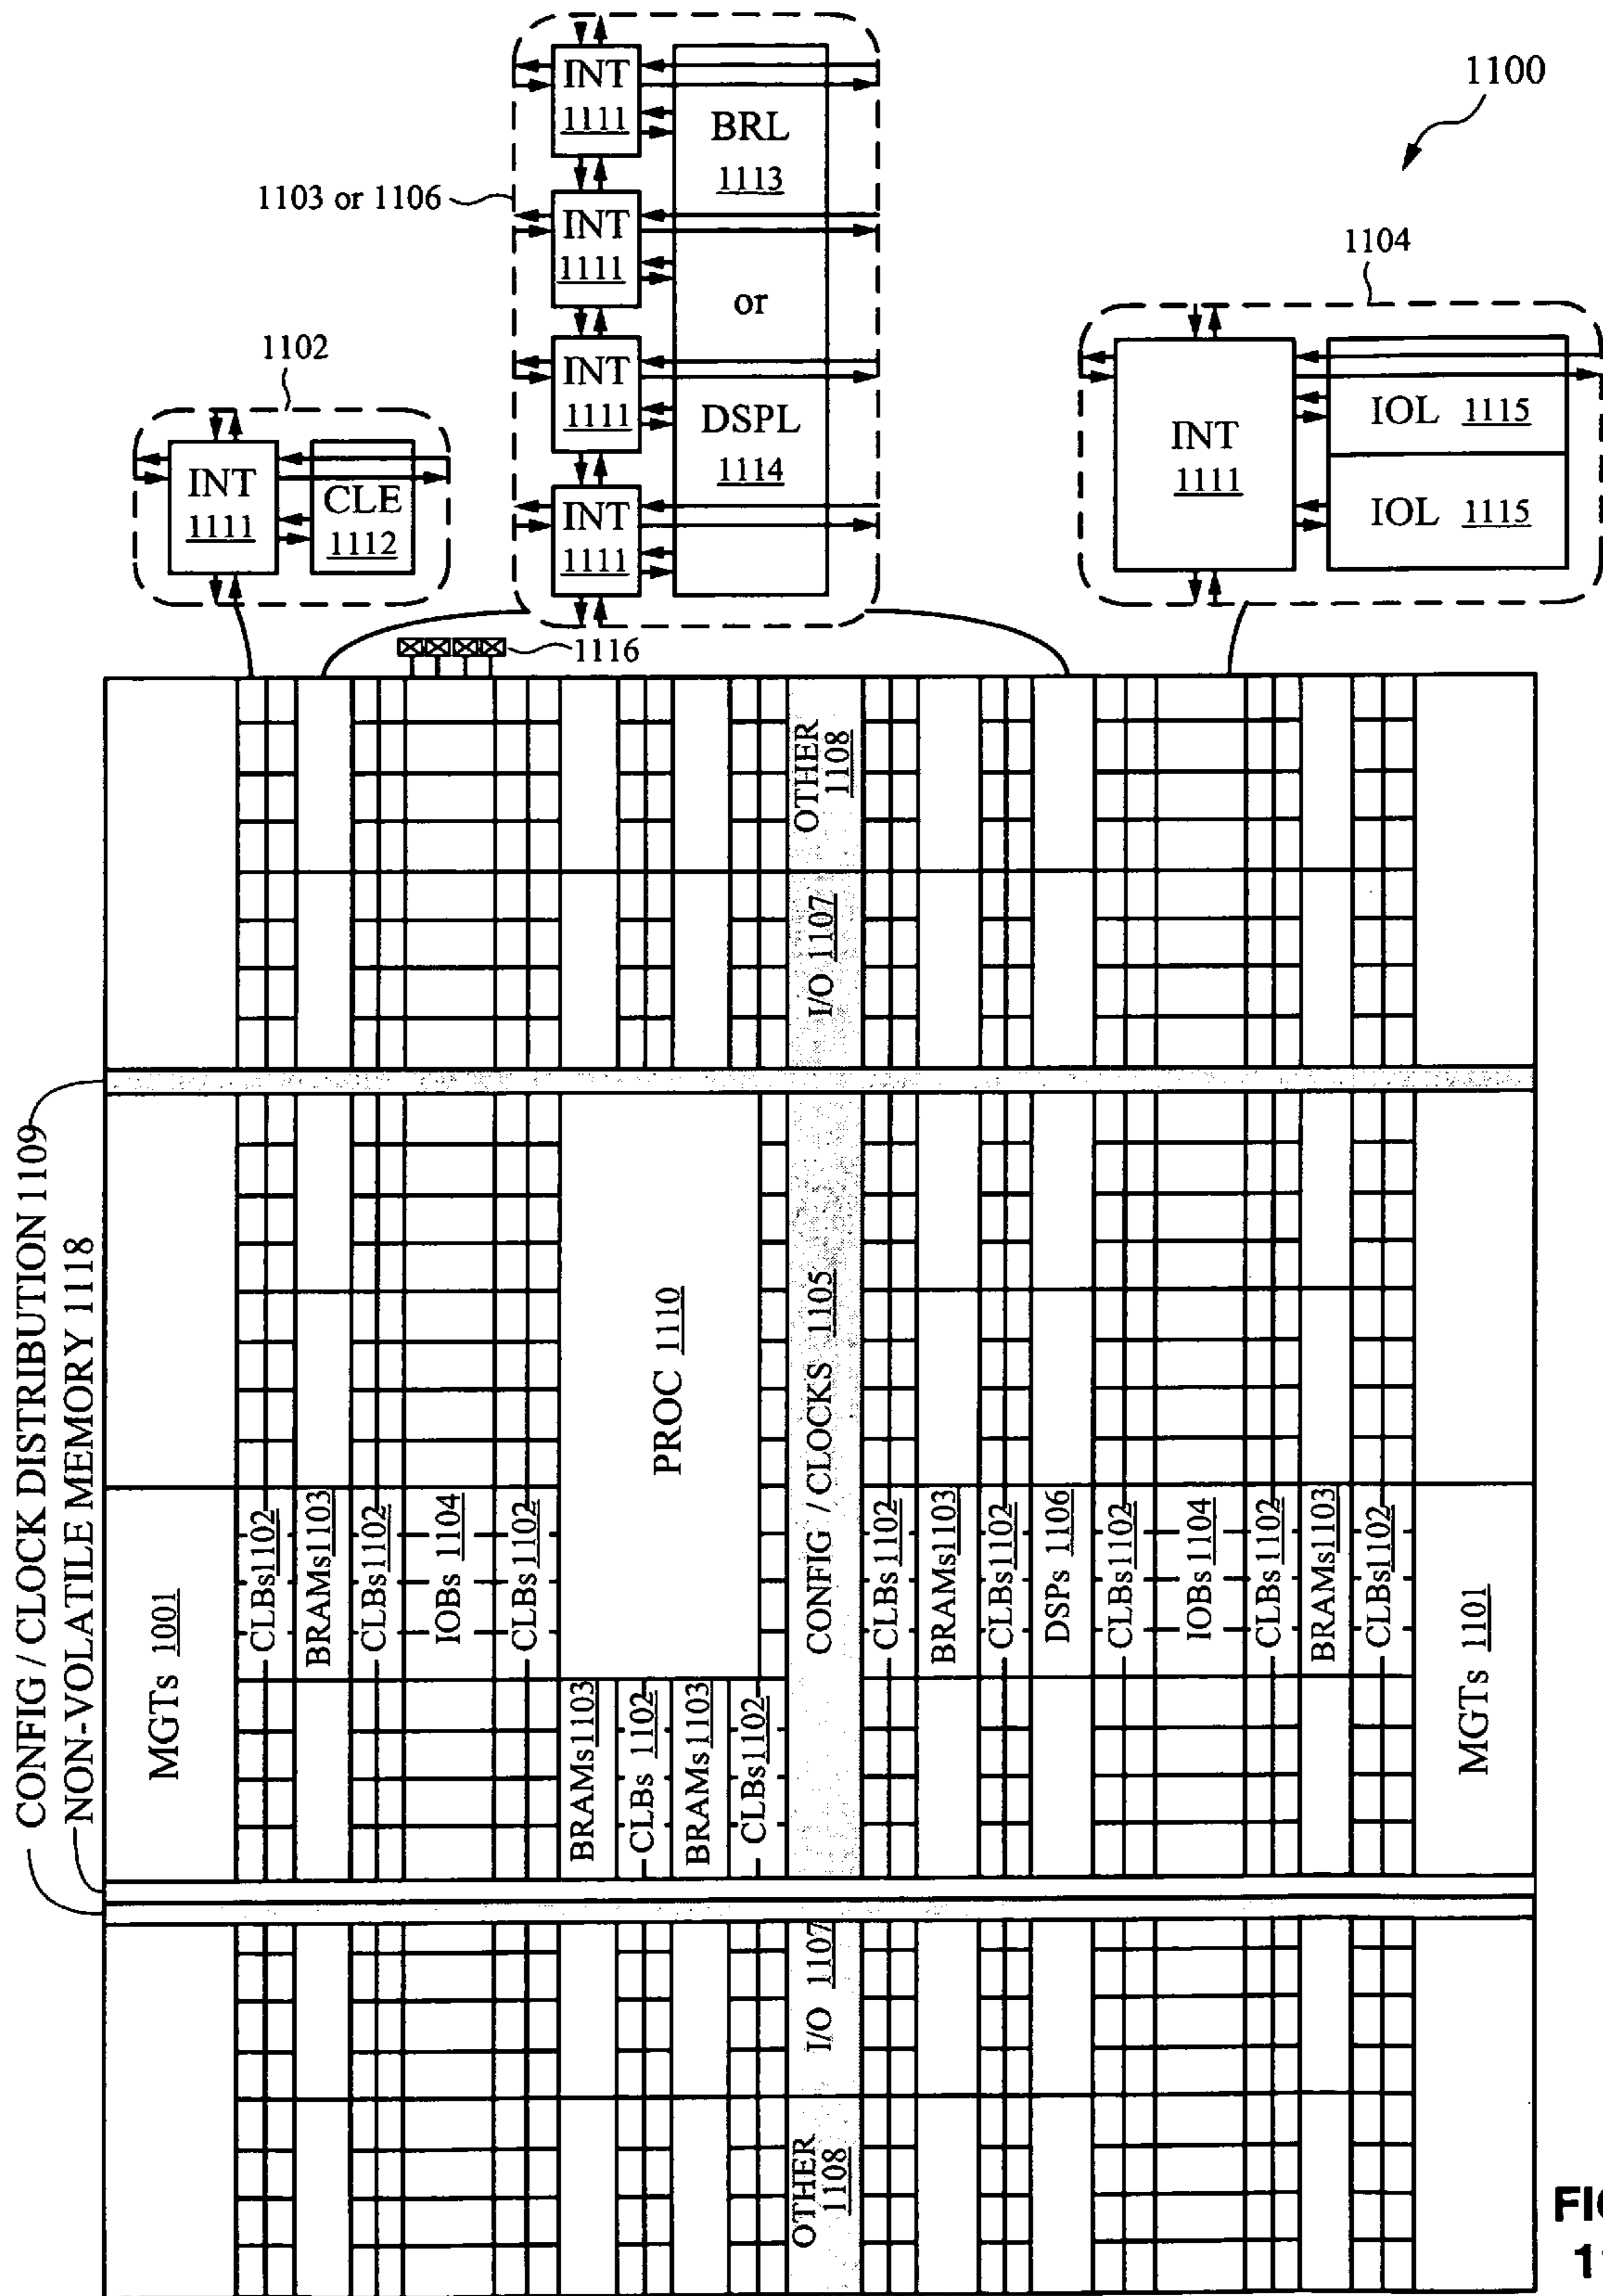 1100
INT
1111
BRL
1113
1103 or 1106
INT
1111
or
INT
1111
DSPL
1114
INT
1111
1104
INT
1111
IOL 1115
IOL 1115
1102
INT
1111
CLE
1112
1116
OTHER
1108
I/O 1107
CONFIG / CLOCK DISTRIBUTION 1109
NON-VOLATILE MEMORY 1118
PROC 1110
CONFIG / CLOCKS 1105
MGTs 1001
CLBs 1102
BRAMs 1103
CLBs 1102
IOBs 1104
CLBs 1102
BRAMs 1103
CLBs 1102
BRAMs 1103
CLBs 1102
CLBs 1102
BRAMs 1103
CLBs 1102
DSPs 1106
CLBs 1102
IOBs 1104
CLBs 1102
BRAMs 1103
CLBs 1102
MGTs 1101
I/O 1107
OTHER
1108